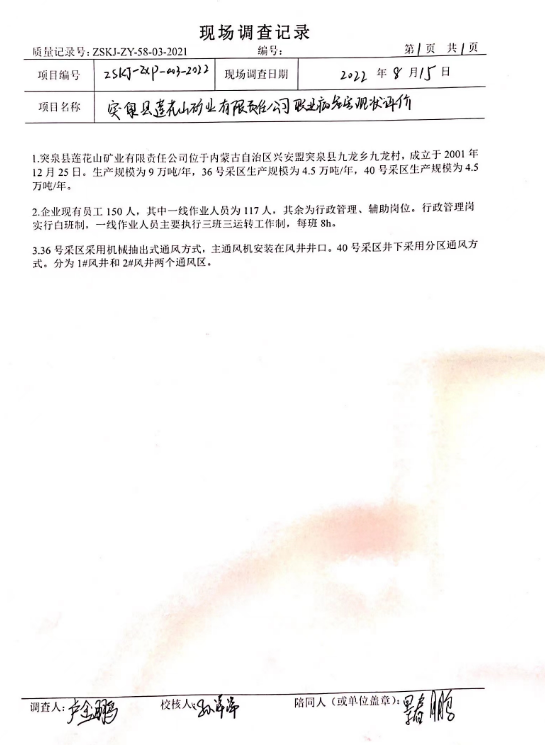 现场调查记录
质量记录号: ZSKJ-ZY-58-03-2021 编号: 第1页 共1页
项目编号 ZSKJ-ZXP-003-2022 现场调查日期 2022 年 8 月 15 日
项目名称 突泉县莲花山矿业有限责任公司职业病危害现状评价
1.突泉县莲花山矿业有限责任公司位于内蒙古自治区兴安盟突泉县九龙乡九龙村，成立于 2001 年
12 月 25 日。生产规模为 9 万吨/年，36 号采区生产规模为 4.5 万吨/年，40 号采区生产规模为 4.5
万吨/年。
2.企业现有员工 150 人，其中一线作业人员为 117 人，其余为行政管理、辅助岗位。行政管理岗
实行白班制，一线作业人员主要执行三班三运转工作制，每班 8h。
3.36 号采区采用机械抽出式通风方式，主通风机安装在风井井口。40 号采区井下采用分区通风方
式。分为 1#风井和 2#风井两个通风区。
调查人: 卢金鹏 校核人: 孙萍萍 陪同人（或单位盖章）: 鹏